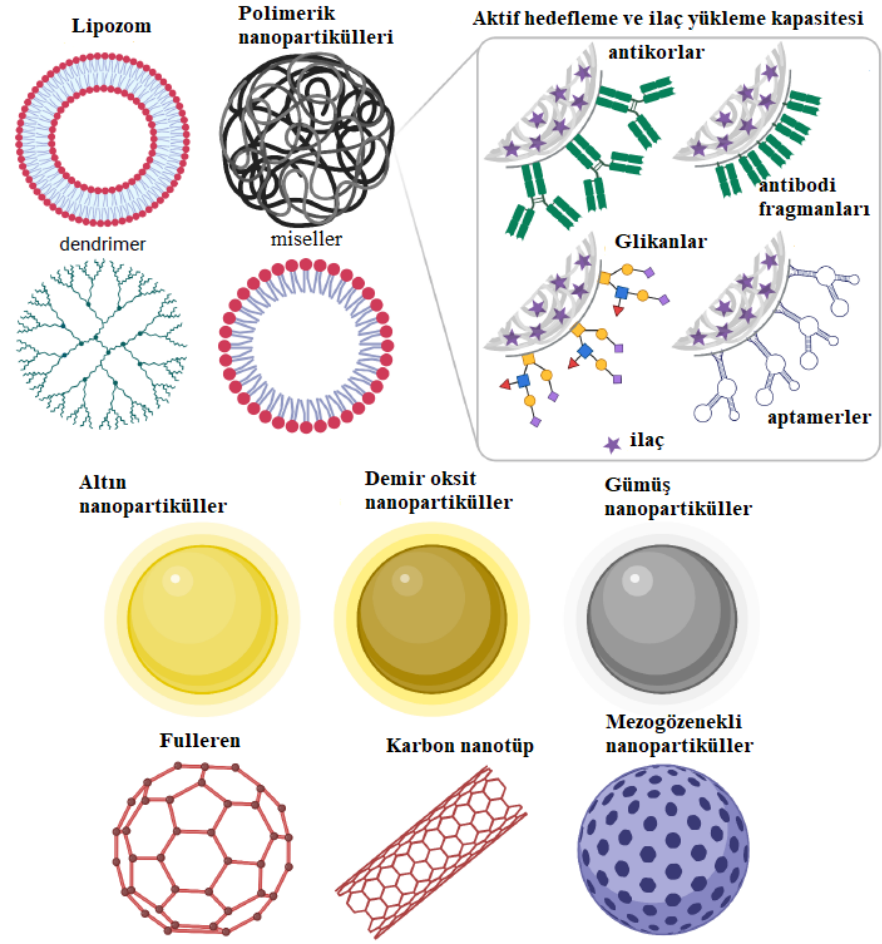 Lipozom
Polimerik
nanopartikülleri
Aktif hedefleme ve ilaç yükleme kapasitesi
antikorlar
antibodi
fragmanları
dendrimer
miseller
Glikanlar
aptamerler
ilaç
Altın
nanopartiküller
Demir oksit
nanopartiküller
Gümüş
nanopartiküller
Fulleren
Karbon nanotüp
Mezogözenekli
nanopartiküller